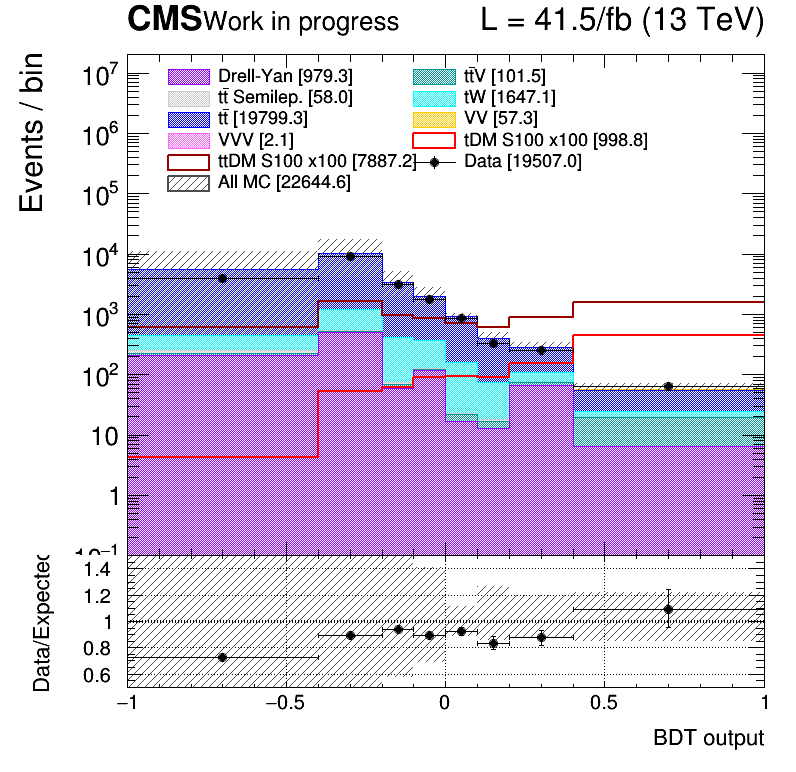 CMS Work in progress L = 41.5/fb (13 TeV)
Events / bin
Drell-Yan [979.3] tt̄V [101.5]
tt̄ Semilep. [58.0] tW [1647.1]
tt̄ [19799.3] VV [57.3]
VVV [2.1] tDM S100 x100 [998.8]
ttDM S100 x100 [7887.2] Data [19507.0]
All MC [22644.6]
10⁷
10⁶
10⁵
10⁴
10³
10²
10
1
10⁻¹
Data/Expected
1.4
1.2
1
0.8
0.6
−1 −0.5 0 0.5 1
BDT output